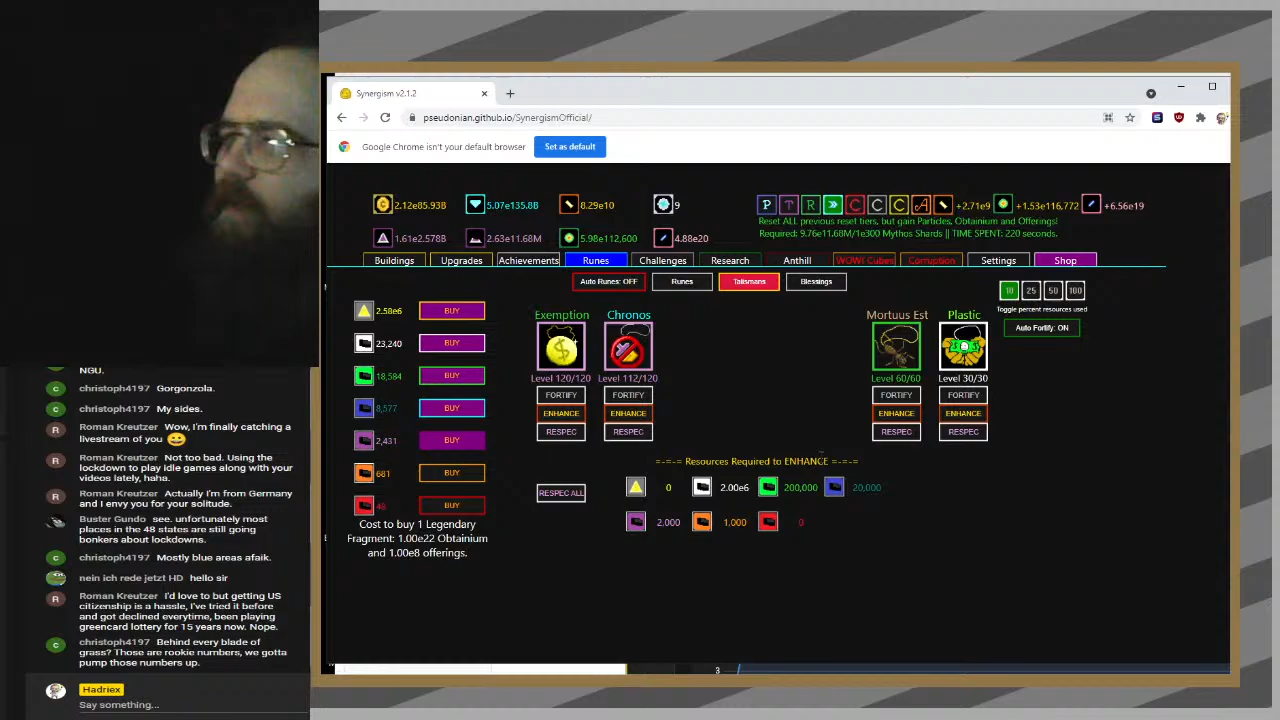 Synergism v2.1.2
pseudonian.github.io/SynergismOfficial/
Google Chrome isn't your default browser
Set as default
2.12e85.93B
5.07e135.8B
8.29e10
9
+2.71e9
+1.53e116,772
+6.56e19
Reset ALL previous reset tiers, but gain Particles, Obtainium and Offerings!
Required: 9.76e11.68M/1e300 Mythos Shards || TIME SPENT: 220 seconds.
1.61e2.578B
2.63e11.68M
5.98e112,600
4.88e20
Buildings
Upgrades
Achievements
Runes
Challenges
Research
Anthill
WOW! Cubes
Corruption
Settings
Shop
Auto Runes: OFF
Runes
Talismans
Blessings
10
25
50
100
Toggle percent resources used
Auto Fortify: ON
2.58e6
BUY
23,240
BUY
18,584
BUY
8,577
BUY
2,431
BUY
681
BUY
48
BUY
Cost to buy 1 Legendary
Fragment: 1.00e22 Obtainium
and 1.00e8 offerings.
Exemption
Chronos
Mortuus Est
Plastic
Level 120/120
Level 112/120
Level 60/60
Level 30/30
FORTIFY
FORTIFY
FORTIFY
FORTIFY
ENHANCE
ENHANCE
ENHANCE
ENHANCE
RESPEC
RESPEC
RESPEC
RESPEC
RESPEC ALL
=-=-= Resources Required to ENHANCE =-=-=
0
2.00e6
200,000
20,000
2,000
1,000
0
3
NGU.
christoph4197 Gorgonzola.
christoph4197 My sides.
Roman Kreutzer Wow, I'm finally catching a
livestream of you 😀
Roman Kreutzer Not too bad. Using the
lockdown to play idle games along with your
videos lately, haha.
Roman Kreutzer Actually I'm from Germany
and I envy you for your solitude.
Buster Gundo see. unfortunately most
places in the 48 states are still going
bonkers about lockdowns.
christoph4197 Mostly blue areas afaik.
nein ich rede jetzt HD hello sir
Roman Kreutzer I'd love to but getting US
citizenship is a hassle, I've tried it before
and got declined everytime, been playing
greencard lottery for 15 years now. Nope.
christoph4197 Behind every blade of
grass? Those are rookie numbers, we gotta
pump those numbers up.
Hadriex
Say something...